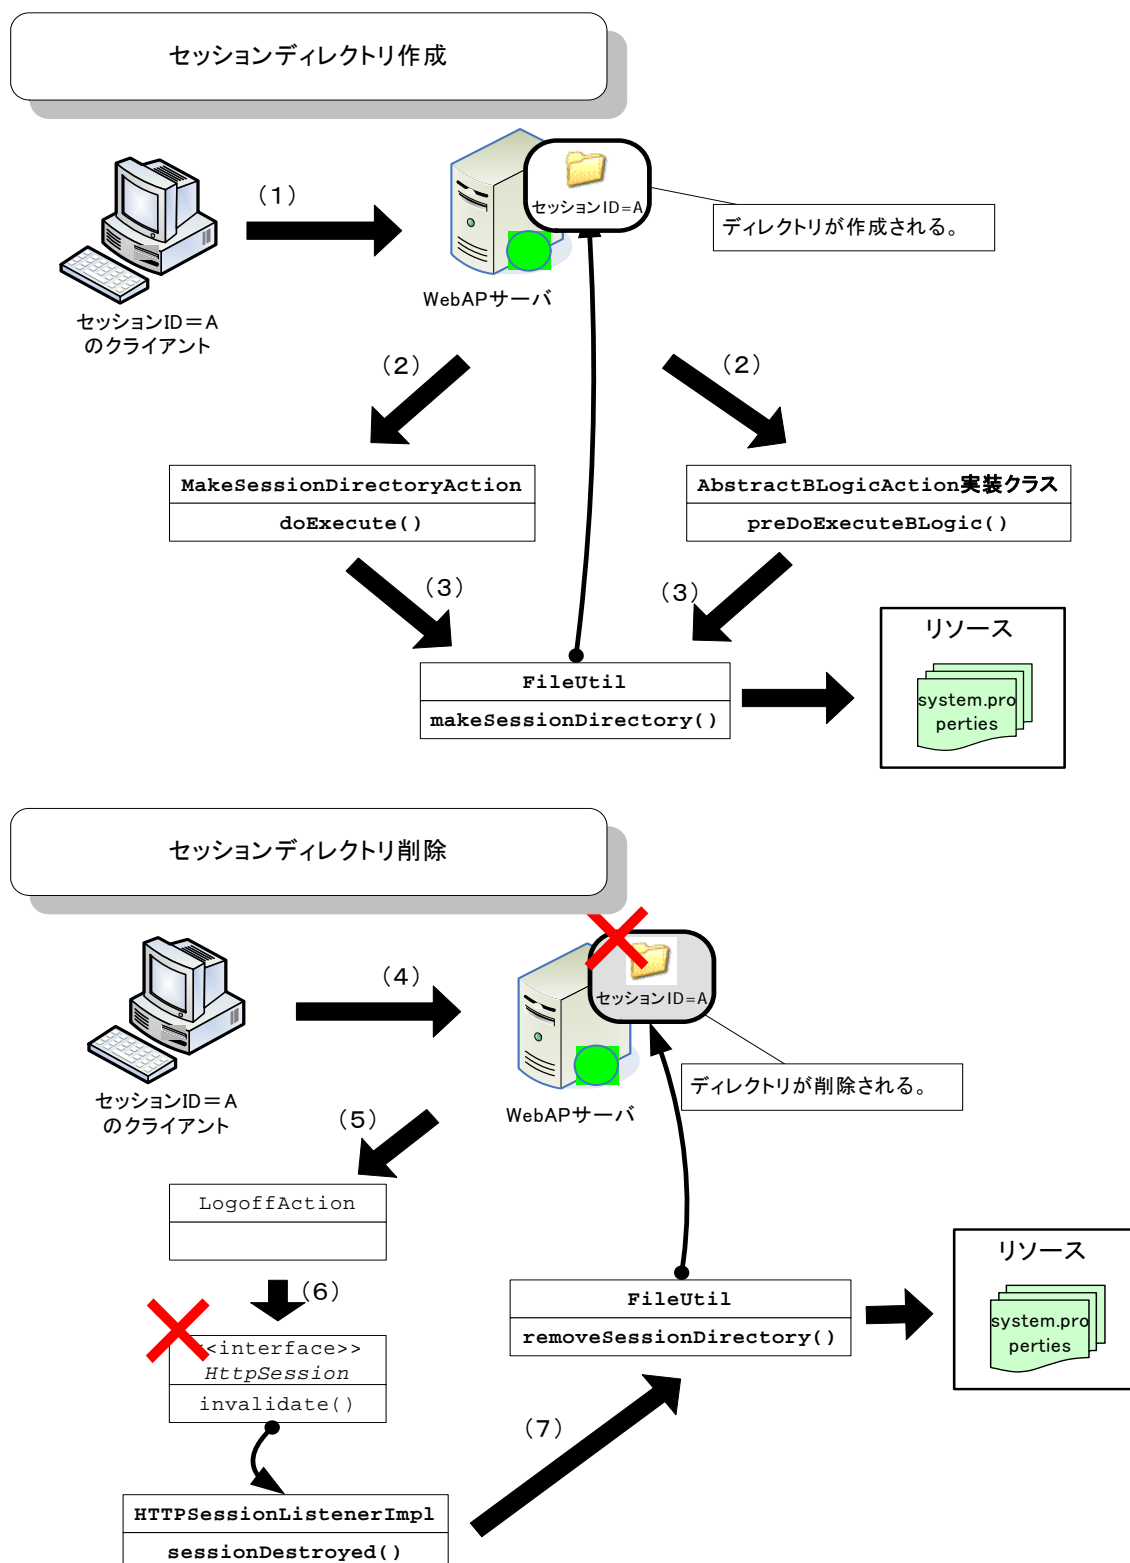 セッションディレクトリ作成
(1)
セッションID=A
ディレクトリが作成される。
WebAPサーバ
セッションID=A
のクライアント
(2)
(2)
MakeSessionDirectoryAction
doExecute()
AbstractBLogicAction実装クラス
preDoExecuteBLogic()
(3)
(3)
リソース
FileUtil
makeSessionDirectory()
system.pro
perties
セッションディレクトリ削除
(4)
セッションID=A
ディレクトリが削除される。
セッションID=A
のクライアント
WebAPサーバ
(5)
LogoffAction
リソース
(6)
FileUtil
removeSessionDirectory()
system.pro
perties
<<interface>>
HttpSession
invalidate()
(7)
HTTPSessionListenerImpl
sessionDestroyed()